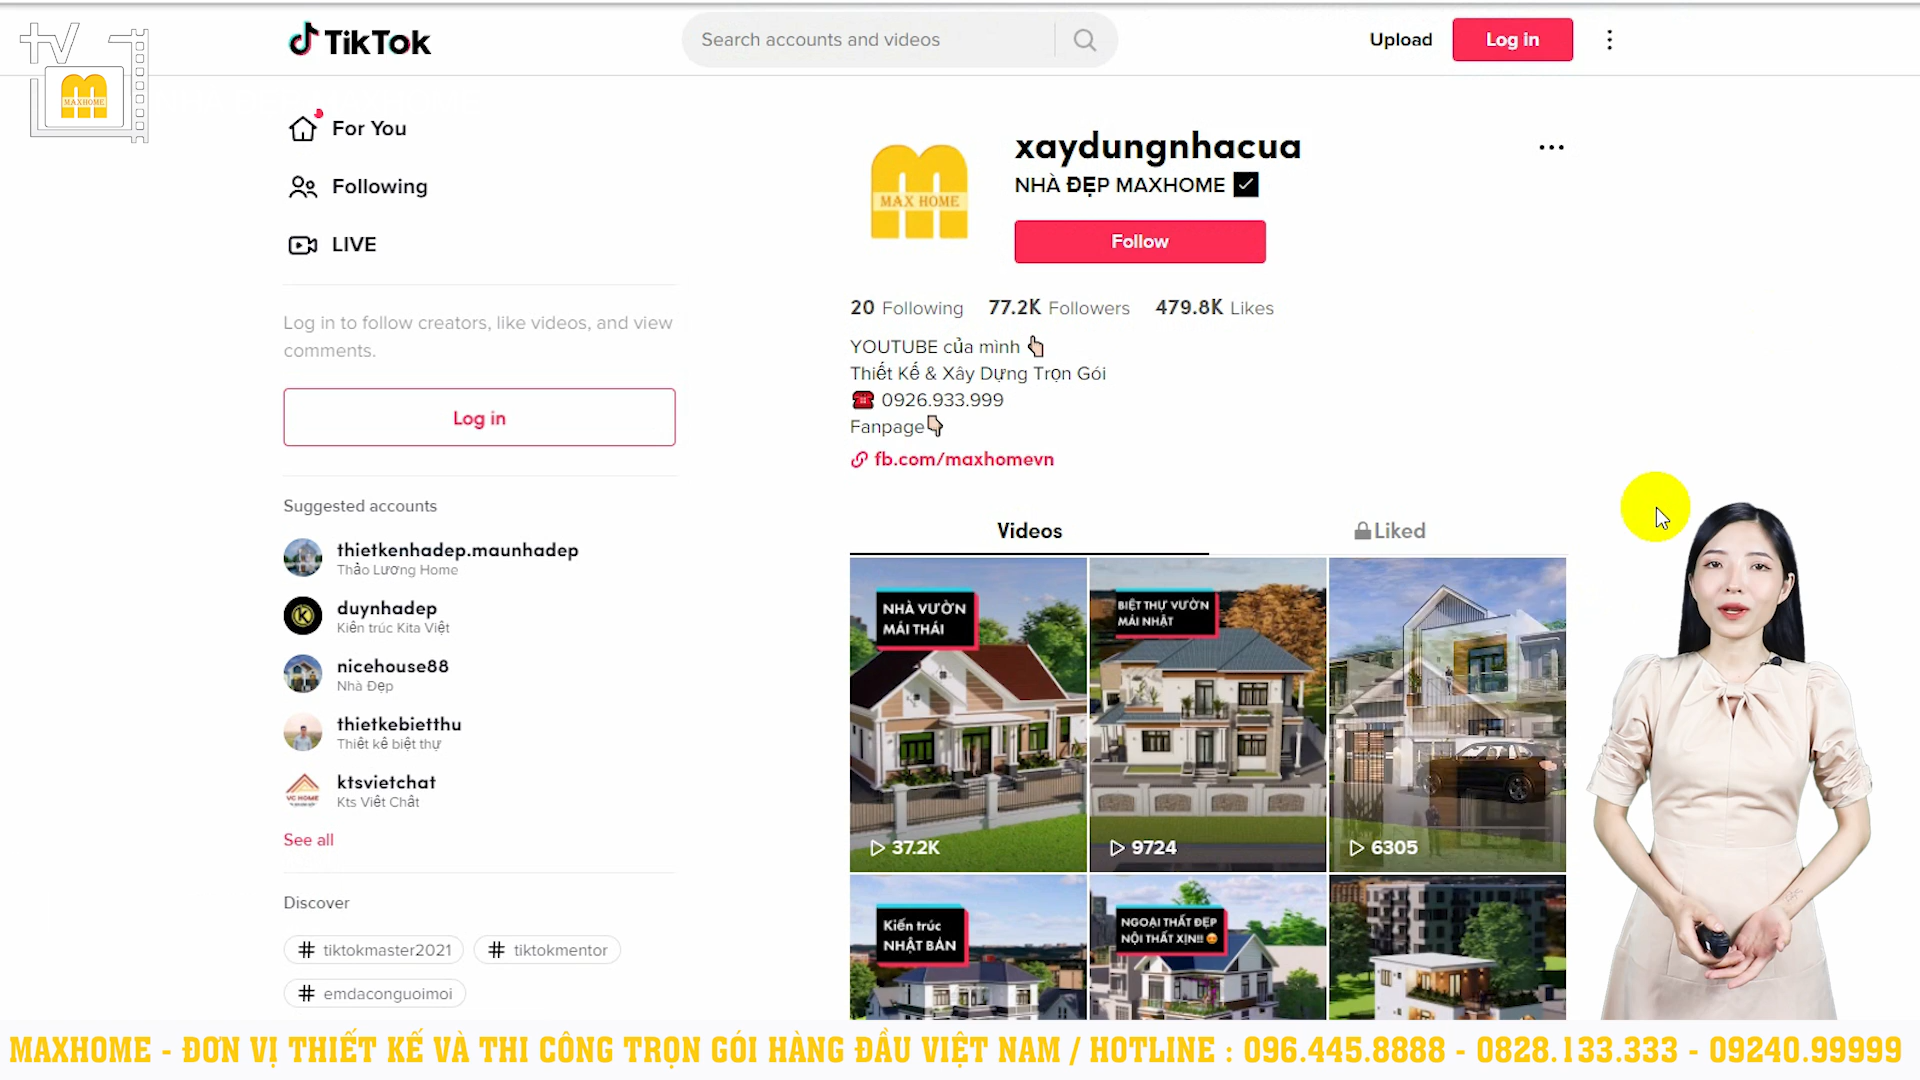 TV
MAXHOME
TikTok
Search accounts and videos
Upload
Log in
For You
Following
LIVE
Log in to follow creators, like videos, and view
comments.
Log in
Suggested accounts
thietkenhadep.maunhadep
Thảo Lương Home
duynhadep
Kiến trúc Kita Việt
nicehouse88
Nhà Đẹp
thietkebietthu
Thiết kế biệt thự
VC HOME
ktsvietchat
Kts Việt Chất
See all
Discover
# tiktokmaster2021
# tiktokmentor
# emdaconguoimoi
MAX HOME
xaydungnhacua
NHÀ ĐẸP MAXHOME
Follow
20 Following 77.2K Followers 479.8K Likes
YOUTUBE của mình
Thiết Kế & Xây Dựng Trọn Gói
0926.933.999
Fanpage
fb.com/maxhomevn
Videos
Liked
NHÀ VƯỜN
MÁI THÁI
37.2K
BIỆT THỰ VƯỜN
MÁI NHẬT
9724
6305
Kiến trúc
NHẬT BẢN
NGOẠI THẤT ĐẸP
NỘI THẤT XỊN!!
MAXHOME - ĐƠN VỊ THIẾT KẾ VÀ THI CÔNG TRỌN GÓI HÀNG ĐẦU VIỆT NAM / HOTLINE : 096.445.8888 - 0828.133.333 - 09240.99999